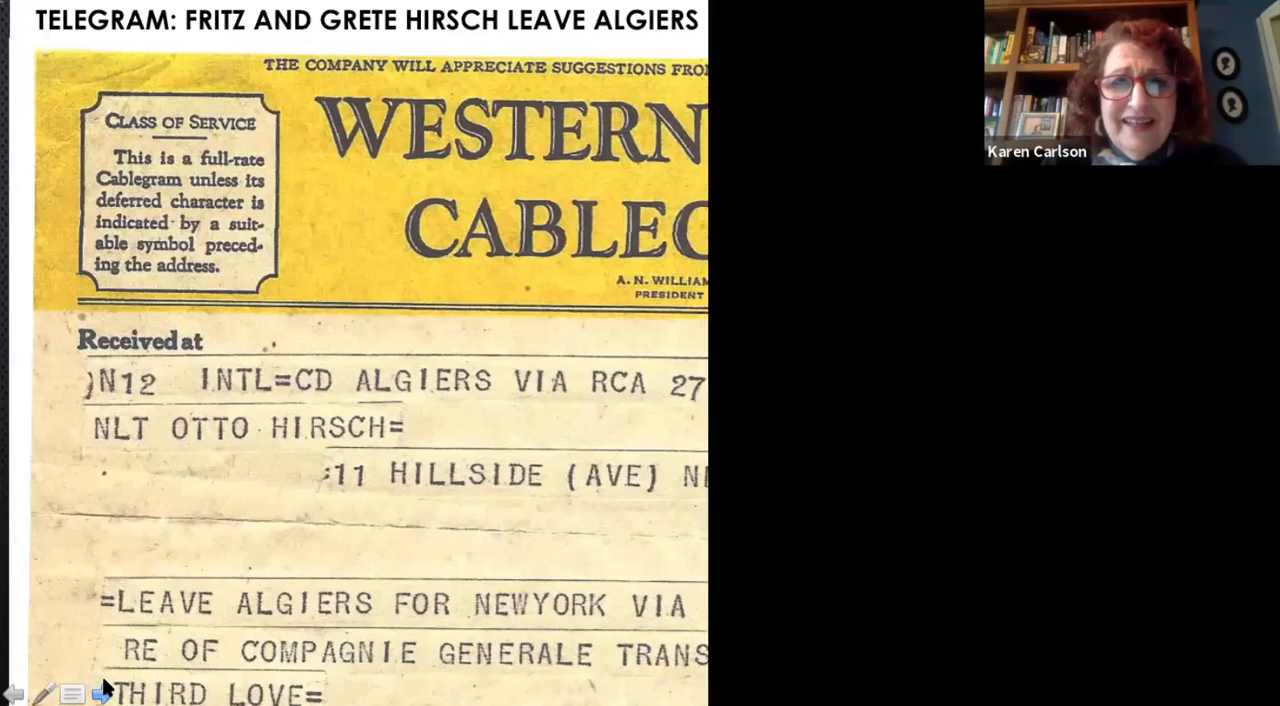 TELEGRAM: FRITZ AND GRETE HIRSCH LEAVE ALGIERS
THE COMPANY WILL APPRECIATE SUGGESTIONS FRO
CLASS OF SERVICE
This is a full-rate
Cablegram unless its
deferred character is
indicated by a suit-
able symbol preced-
ing the address.
WESTERN
CABLEG
A. N. WILLIAM
PRESIDENT
Received at
)N12 INTL=CD ALGIERS VIA RCA 27
NLT OTTO HIRSCH=
11 HILLSIDE (AVE) N
=LEAVE ALGIERS FOR NEWYORK VIA
RE OF COMPAGNIE GENERALE TRANS
THIRD LOVE=
Karen Carlson